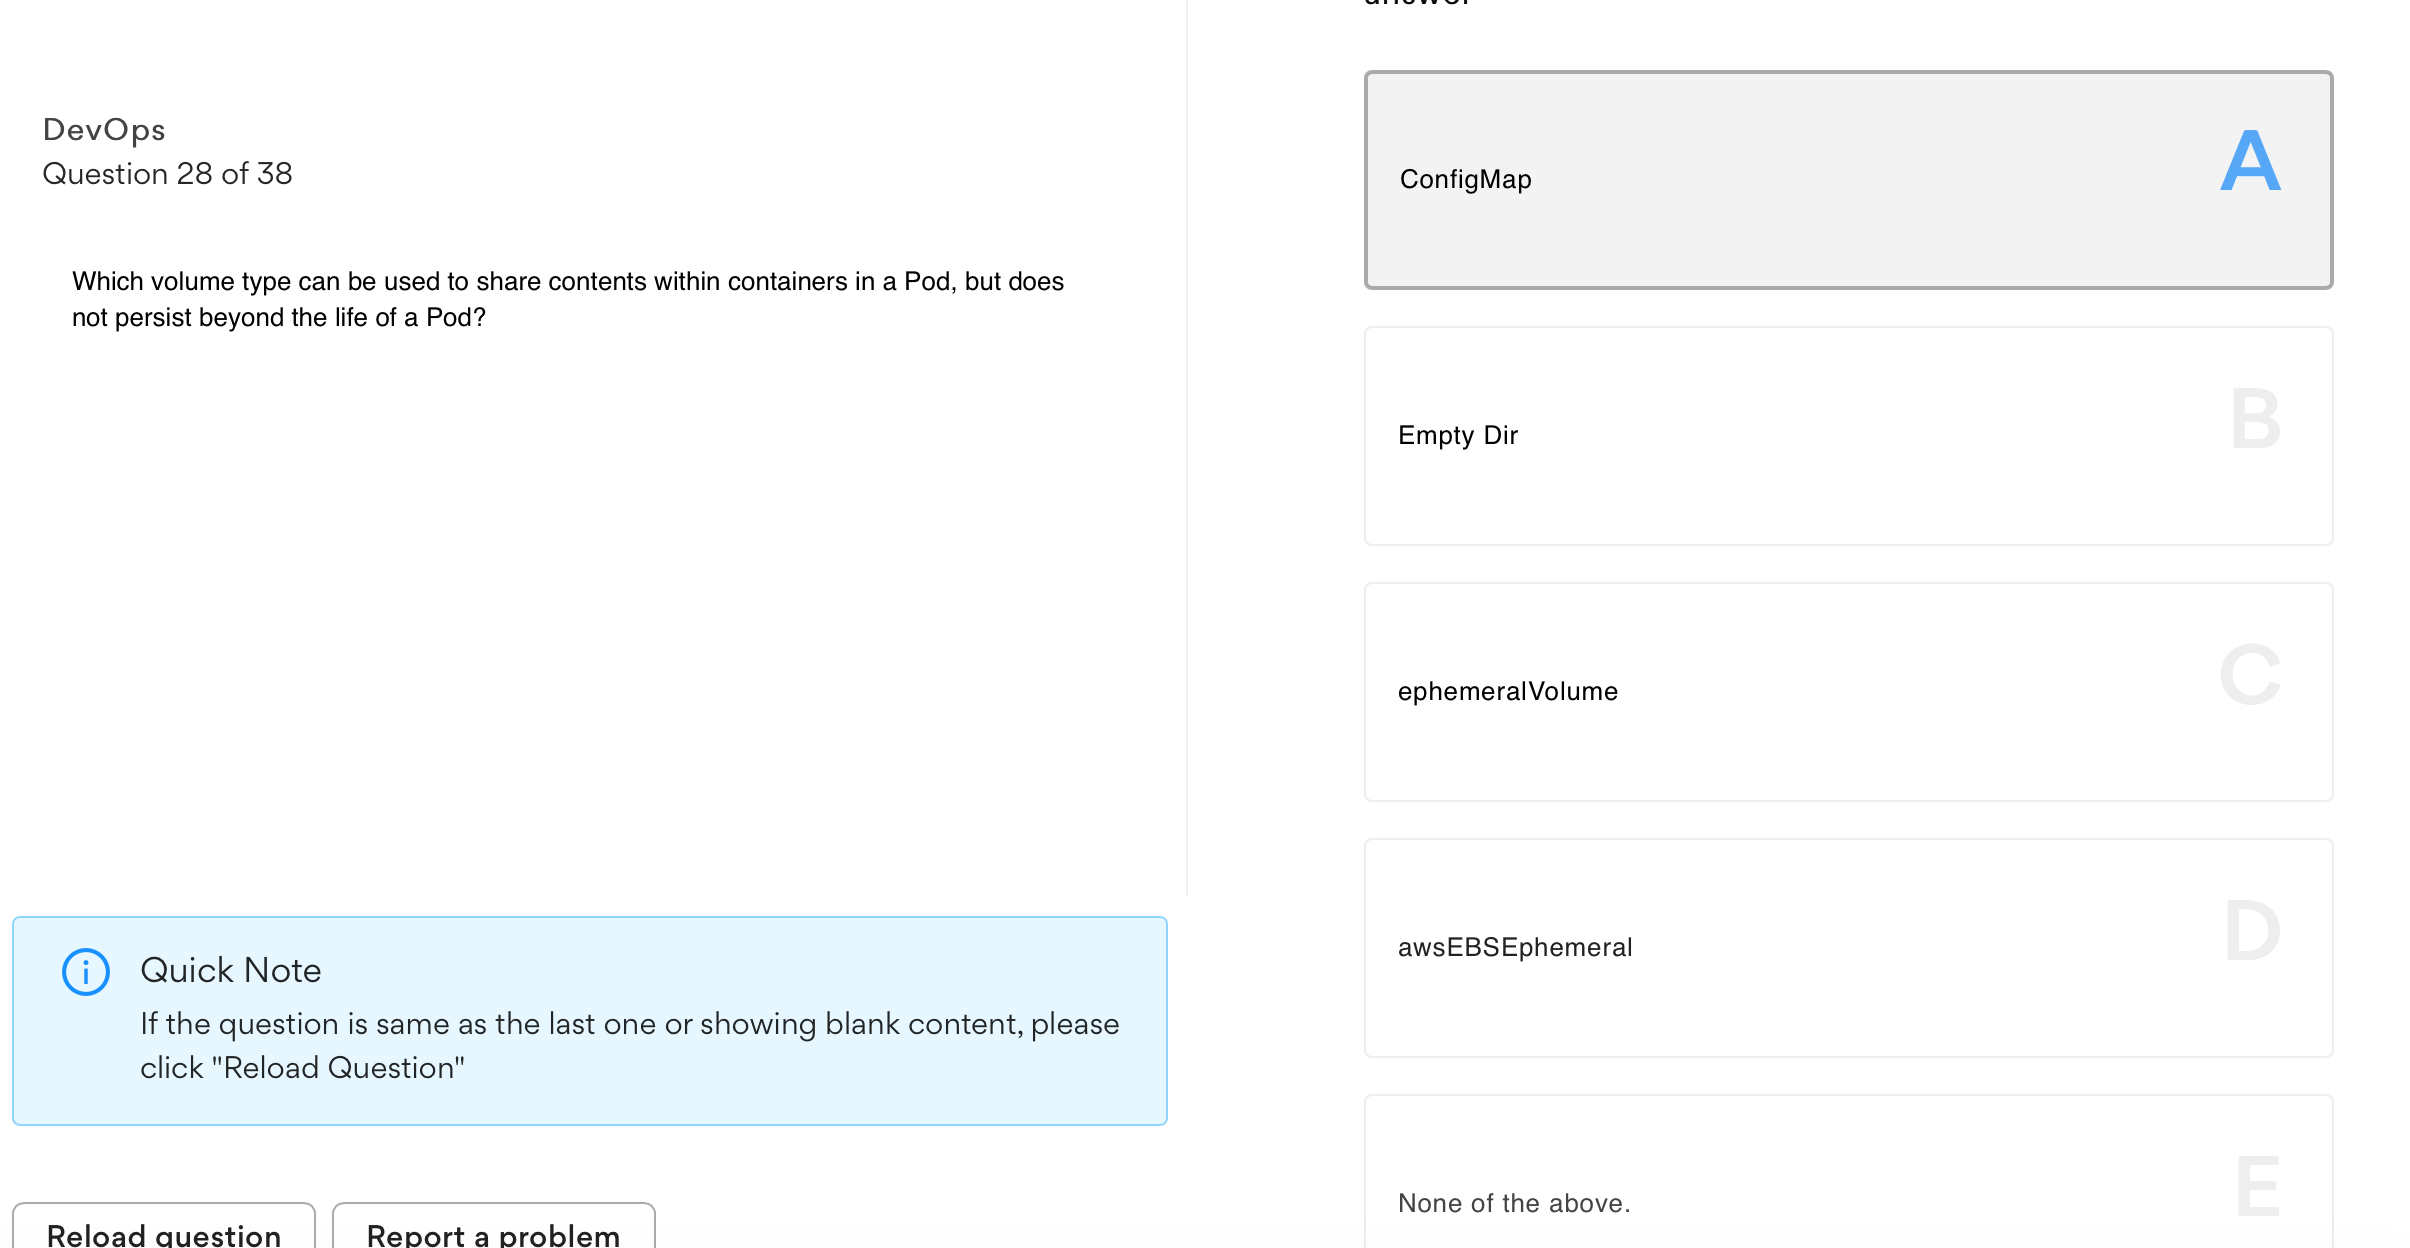 DevOps
Question 28 of 38
Which volume type can be used to share contents within containers in a Pod, but does
not persist beyond the life of a Pod?
Quick Note
If the question is same as the last one or showing blank content, please
click "Reload Question"
Reload question
Report a problem
answer
ConfigMap
A
Empty Dir
B
ephemeralVolume
C
awsEBSEphemeral
D
None of the above.
E